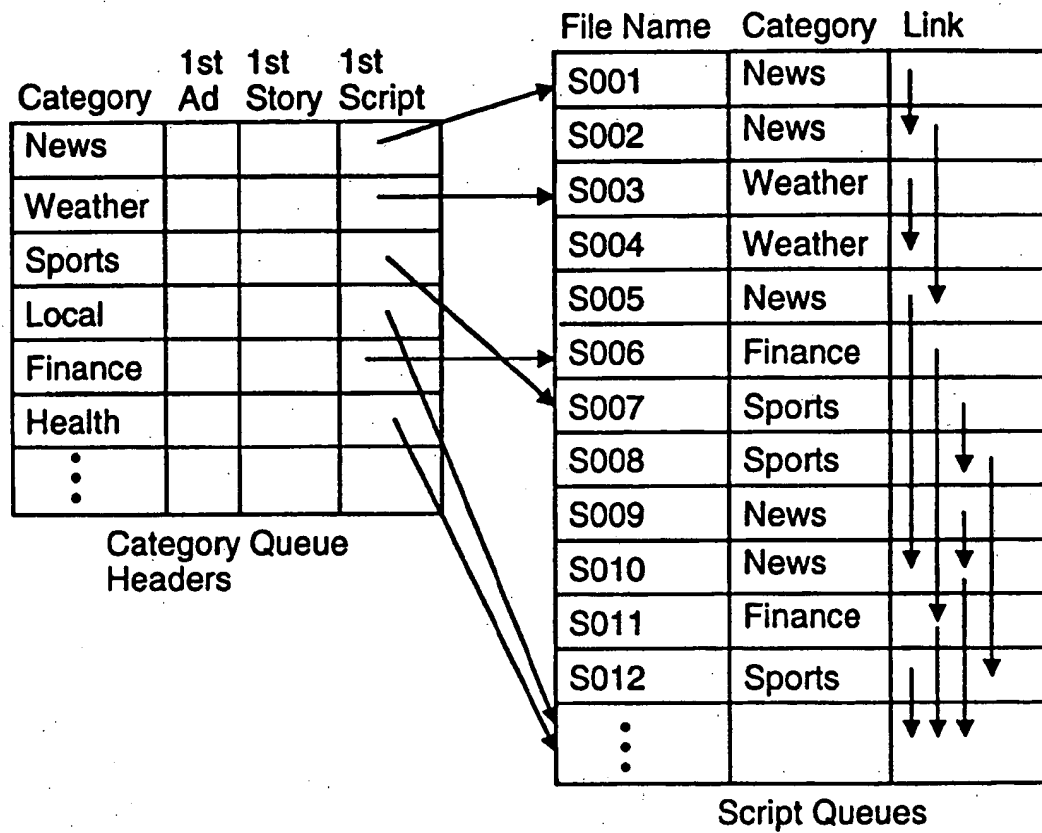 1st 1st 1st
Category Ad Story Script
News
Weather
Sports
Local
Finance
Health
Category Queue
Headers
File Name Category Link
S001 News
S002 News
S003 Weather
S004 Weather
S005 News
S006 Finance
S007 Sports
S008 Sports
S009 News
S010 News
S011 Finance
S012 Sports
Script Queues